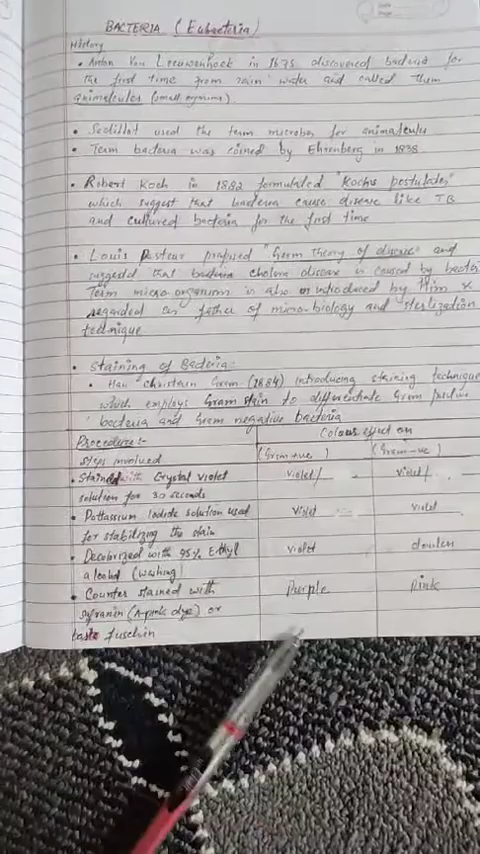 BACTERIA (Eubacteria)
History
• Anton Von Leeuwenhoek in 1675 discovered bacteria for
the first time from rain water and called them
animalcules (small organisms).
• Sedillot used the term microbes for animalcules
• Term bacteria was coined by Ehrenberg in 1838.
• Robert Koch in 1882 formulated "Koch's postulates"
which suggest that bacteria cause disease like TB
and cultured bacteria for the first time
• Louis Pasteur proposed "Germ Theory of disease" and
suggested that bacteria cholera disease is caused by bacteria
Term micro organism is also introduced by Him &
regarded as father of micro-biology and sterilization
technique
• Staining of Bacteria:-
• Han Christain Gram (1884) introducing staining technique
which employs Gram stain to differentiate Gram positive
bacteria and Gram negative bacteria
Procedure:- Colour effect on
steps involved (Gram +ve) (Gram -ve)
• Stained with Crystal violet violet/ violet/
solution for 30 seconds
• Pottassium Iodide solution used violet violet
for stabilizing the stain
• Decolorized with 95% Ethyl violet
alcohol (washing)
• Counter stained with Purple Pink
safranin (A-pink dye) or
fuschin